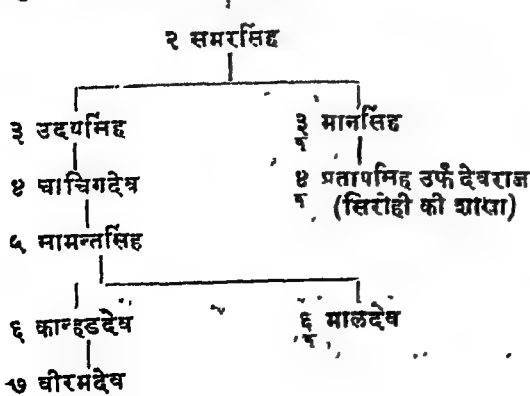 २ समरसिंह
३ उदयसिंह ३ व मानसिंह
४ चाचिगदेव ४ व प्रतापसिंह उर्फ देवराज
(सिरोही की शाखा)
५ सामन्तसिंह
६ कान्हडदेव ६ व मालदेव
७ वीरमदेव